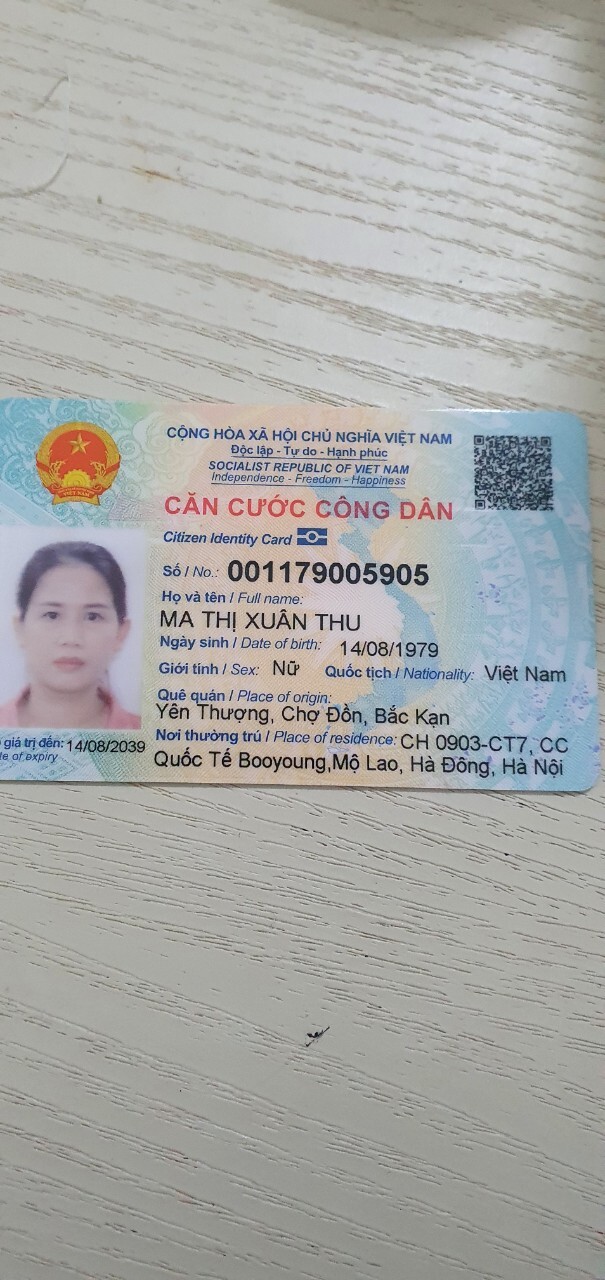 CỘNG HÒA XÃ HỘI CHỦ NGHĨA VIỆT NAM
Độc lập - Tự do - Hạnh phúc
SOCIALIST REPUBLIC OF VIET NAM
Independence - Freedom - Happiness
CĂN CƯỚC CÔNG DÂN
Citizen Identity Card
Số / No.: 001179005905
Họ và tên / Full name:
MA THỊ XUÂN THU
Ngày sinh / Date of birth: 14/08/1979
Giới tính / Sex: Nữ Quốc tịch / Nationality: Việt Nam
Quê quán / Place of origin:
Yên Thượng, Chợ Đồn, Bắc Kạn
Nơi thường trú / Place of residence: CH 0903-CT7, CC
Quốc Tế Booyoung,Mộ Lao, Hà Đông, Hà Nội
giá trị đến: 14/08/2039
of expiry
VIỆT NAM